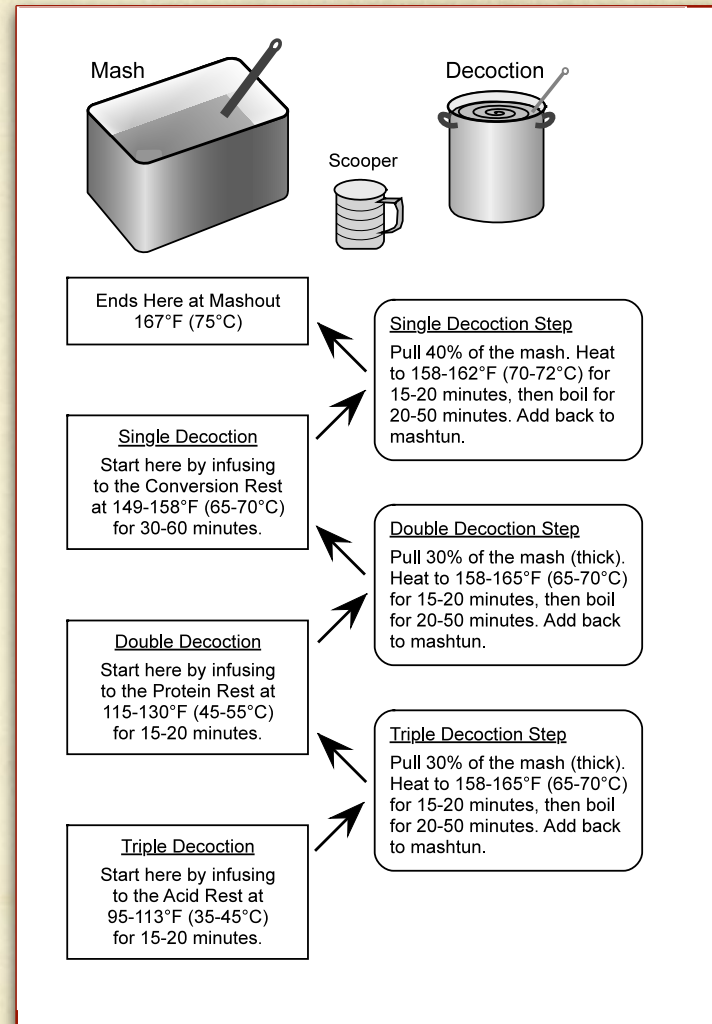 Mash
Decoction
Scooper
Ends Here at Mashout
167°F (75°C)
Single Decoction Step
Pull 40% of the mash. Heat
to 158-162°F (70-72°C) for
15-20 minutes, then boil for
20-50 minutes. Add back to
mashtun.
Single Decoction
Start here by infusing
to the Conversion Rest
at 149-158°F (65-70°C)
for 30-60 minutes.
Double Decoction Step
Pull 30% of the mash (thick).
Heat to 158-165°F (65-70°C)
for 15-20 minutes, then boil
for 20-50 minutes. Add back
to mashtun.
Double Decoction
Start here by infusing
to the Protein Rest at
115-130°F (45-55°C)
for 15-20 minutes.
Triple Decoction Step
Pull 30% of the mash (thick).
Heat to 158-165°F (65-70°C)
for 15-20 minutes, then boil
for 20-50 minutes. Add back
to mashtun.
Triple Decoction
Start here by infusing
to the Acid Rest at
95-113°F (35-45°C)
for 15-20 minutes.